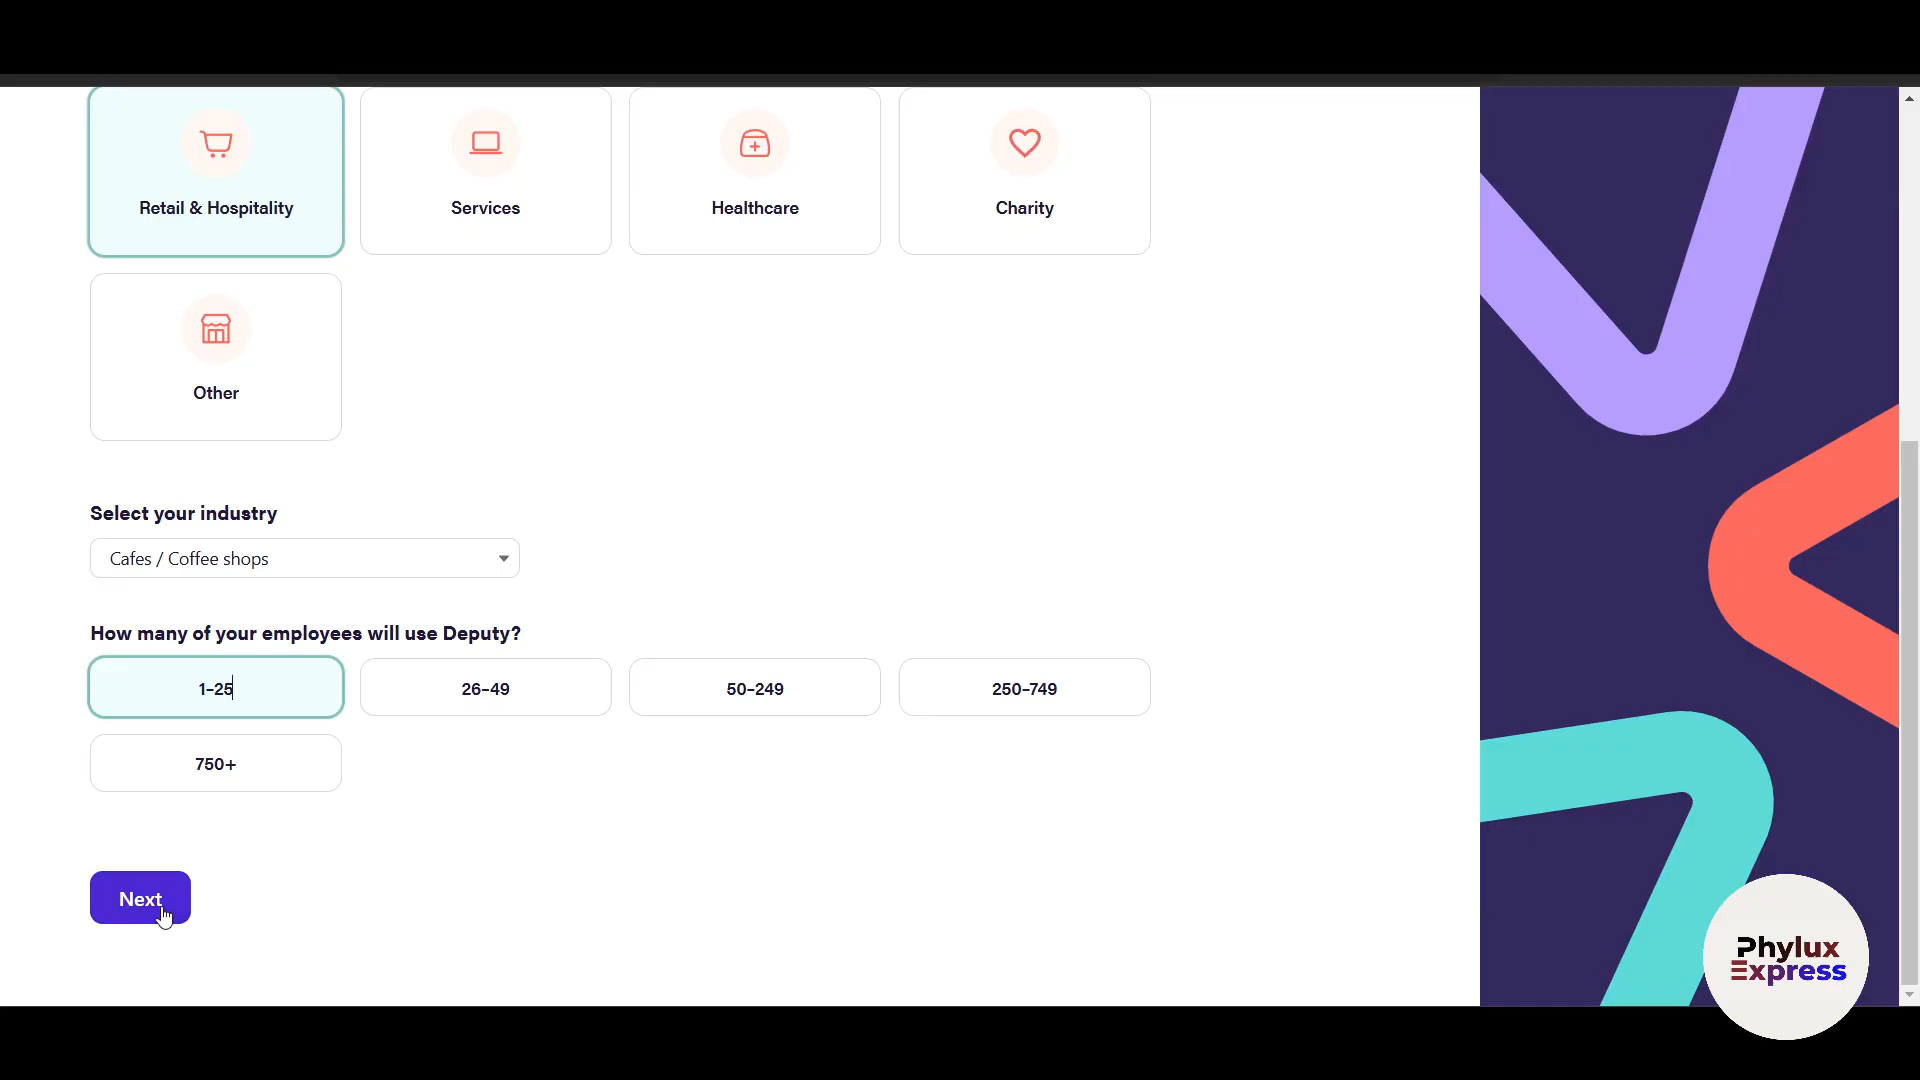 Retail & Hospitality
Services
Healthcare
Charity
Other
Select your industry
Cafes / Coffee shops
How many of your employees will use Deputy?
1-25
26-49
50-249
250-749
750+
Next
Phylux
Express